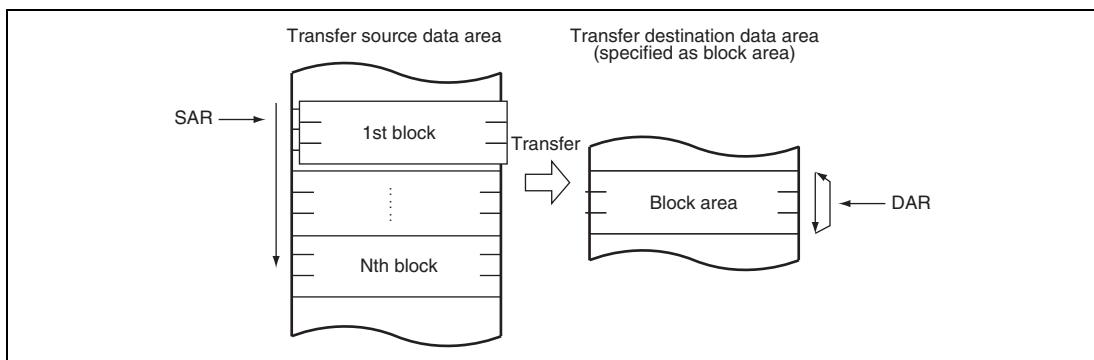 Transfer source data area
Transfer destination data area
(specified as block area)
SAR
1st block
Transfer
Block area
DAR
Nth block